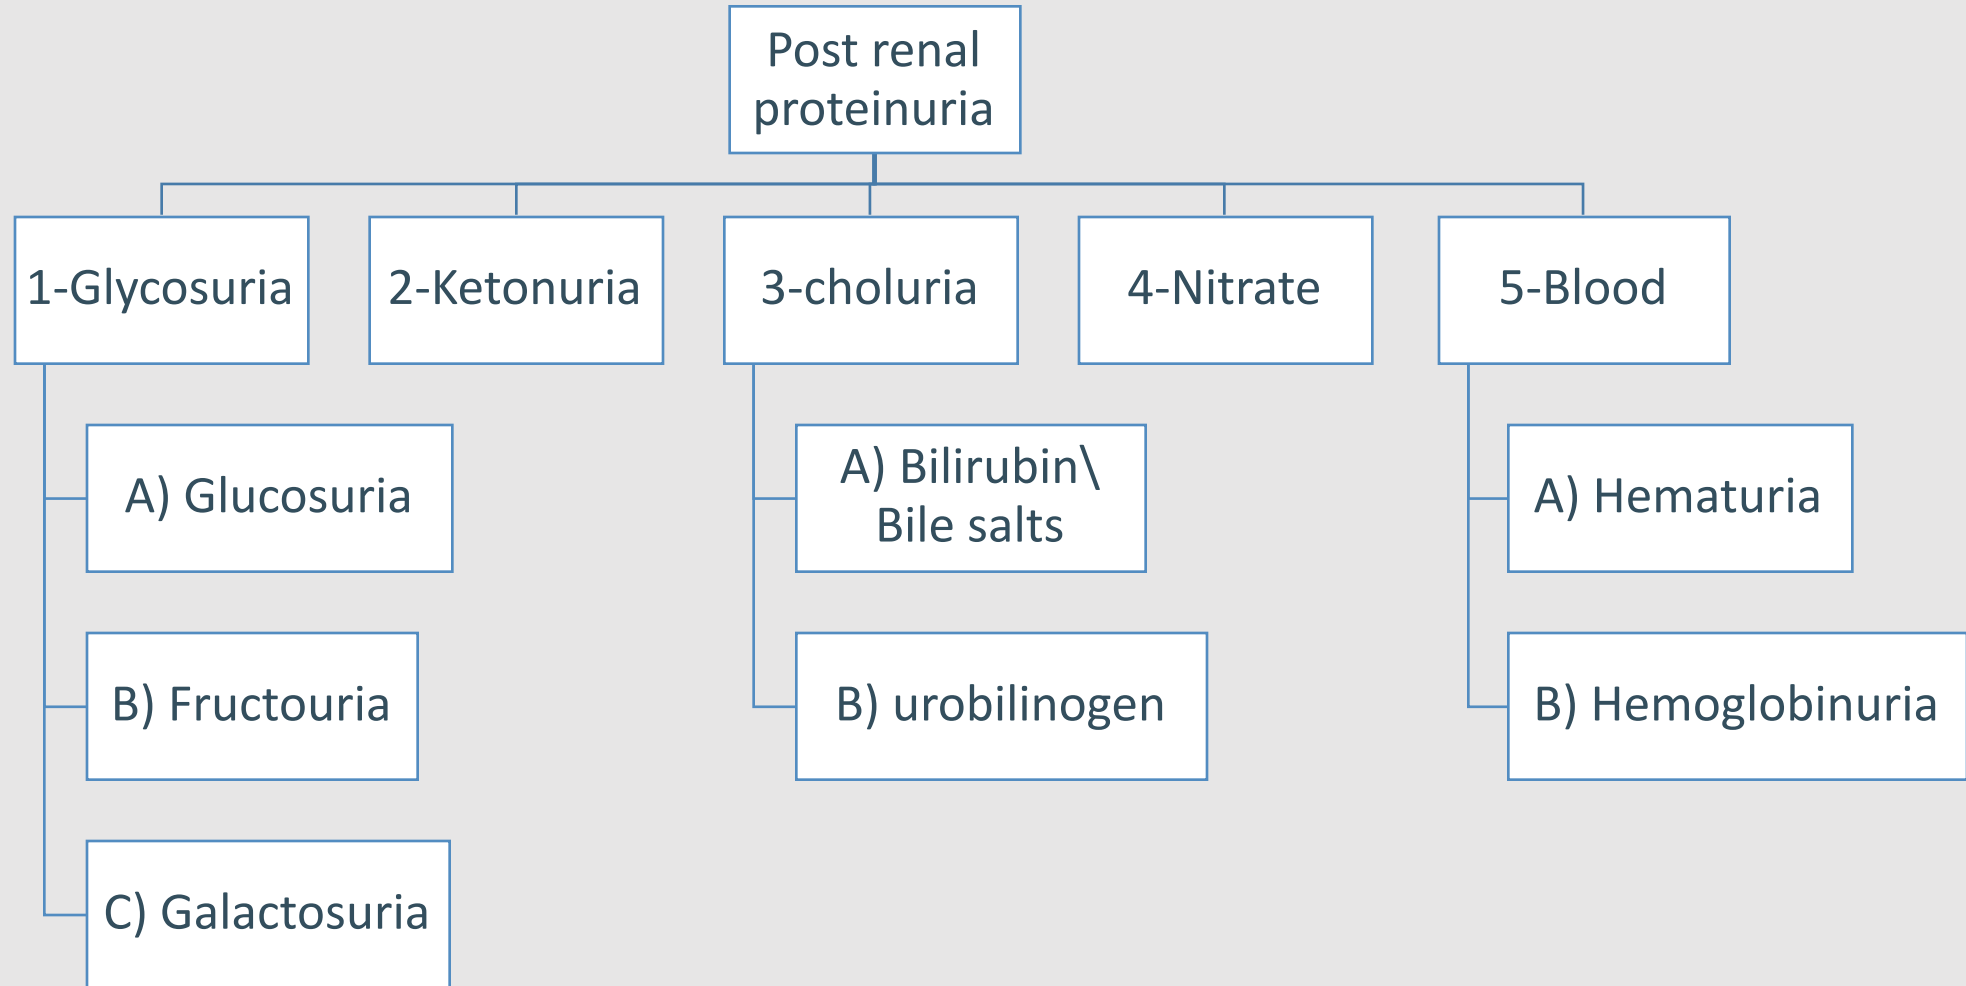 Post renal
proteinuria
1-Glycosuria
2-Ketonuria
3-choluria
4-Nitrate
5-Blood
A) Glucosuria
B) Fructouria
C) Galactosuria
A) Bilirubin\
Bile salts
B) urobilinogen
A) Hematuria
B) Hemoglobinuria